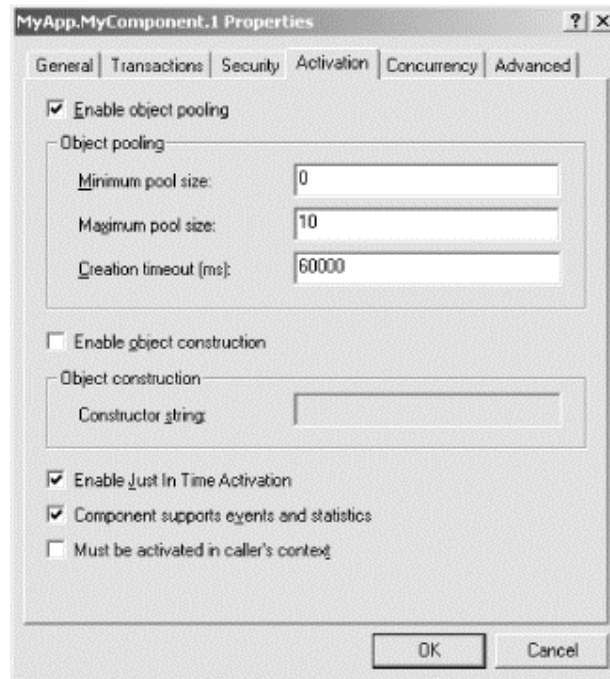 MyApp.MyComponent.1 Properties ? X
General Transactions Security Activation Concurrency Advanced
Enable object pooling
Object pooling
Minimum pool size: 0
Maximum pool size: 10
Creation timeout (ms): 60000
Enable object construction
Object construction
Constructor string:
Enable Just In Time Activation
Component supports events and statistics
Must be activated in caller's context
OK Cancel